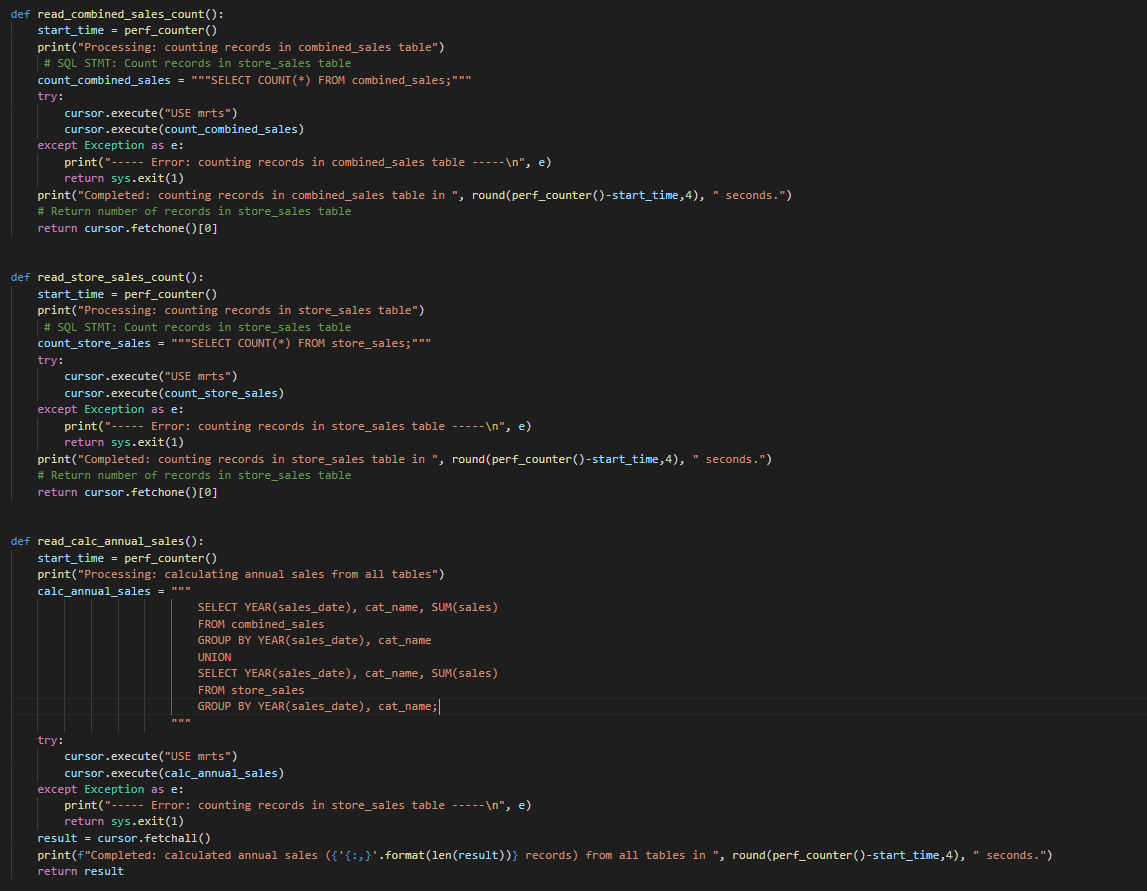 def read_combined_sales_count():
    start_time = perf_counter()
    print("Processing: counting records in combined_sales table")
     # SQL STMT: Count records in store_sales table
    count_combined_sales = """SELECT COUNT(*) FROM combined_sales;"""
    try:
        cursor.execute("USE mrts")
        cursor.execute(count_combined_sales)
    except Exception as e:
        print("----- Error: counting records in combined_sales table -----\n", e)
        return sys.exit(1)
    print("Completed: counting records in combined_sales table in ", round(perf_counter()-start_time,4), " seconds.")
    # Return number of records in store_sales table
    return cursor.fetchone()[0]
def read_store_sales_count():
    start_time = perf_counter()
    print("Processing: counting records in store_sales table")
     # SQL STMT: Count records in store_sales table
    count_store_sales = """SELECT COUNT(*) FROM store_sales;"""
    try:
        cursor.execute("USE mrts")
        cursor.execute(count_store_sales)
    except Exception as e:
        print("----- Error: counting records in store_sales table -----\n", e)
        return sys.exit(1)
    print("Completed: counting records in store_sales table in ", round(perf_counter()-start_time,4), " seconds.")
    # Return number of records in store_sales table
    return cursor.fetchone()[0]
def read_calc_annual_sales():
    start_time = perf_counter()
    print("Processing: calculating annual sales from all tables")
    calc_annual_sales = """
                            SELECT YEAR(sales_date), cat_name, SUM(sales)
                            FROM combined_sales
                            GROUP BY YEAR(sales_date), cat_name
                            UNION
                            SELECT YEAR(sales_date), cat_name, SUM(sales)
                            FROM store_sales
                            GROUP BY YEAR(sales_date), cat_name;
                        """
    try:
        cursor.execute("USE mrts")
        cursor.execute(calc_annual_sales)
    except Exception as e:
        print("----- Error: counting records in store_sales table -----\n", e)
        return sys.exit(1)
    result = cursor.fetchall()
    print(f"Completed: calculated annual sales ({'{:,}'.format(len(result))} records) from all tables in ", round(perf_counter()-start_time,4), " seconds.")
    return result